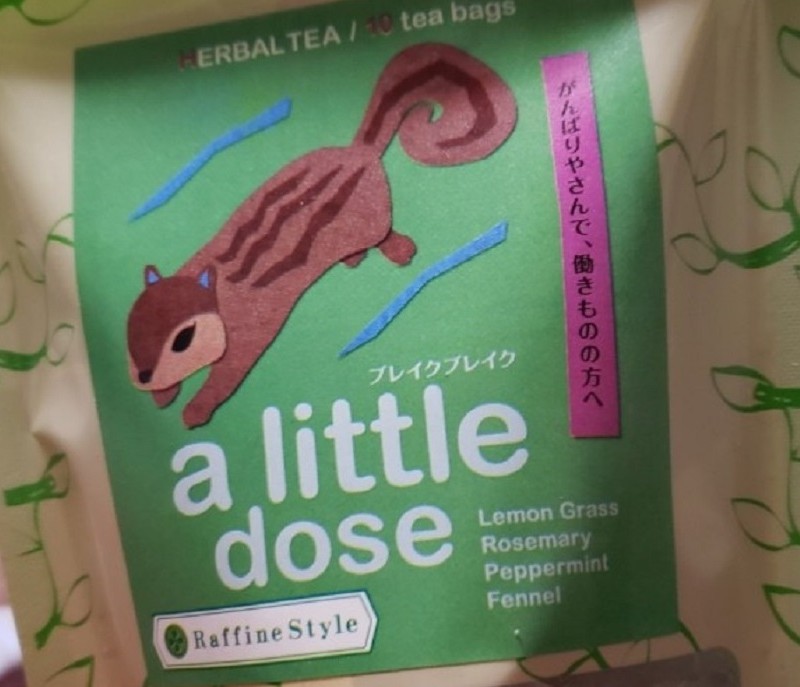 HERBAL TEA / 10 tea bags
がんばりやさんで、働きものの方へ
ブレイクブレイク
a little
dose
Lemon Grass
Rosemary
Peppermint
Fennel
Raffine Style